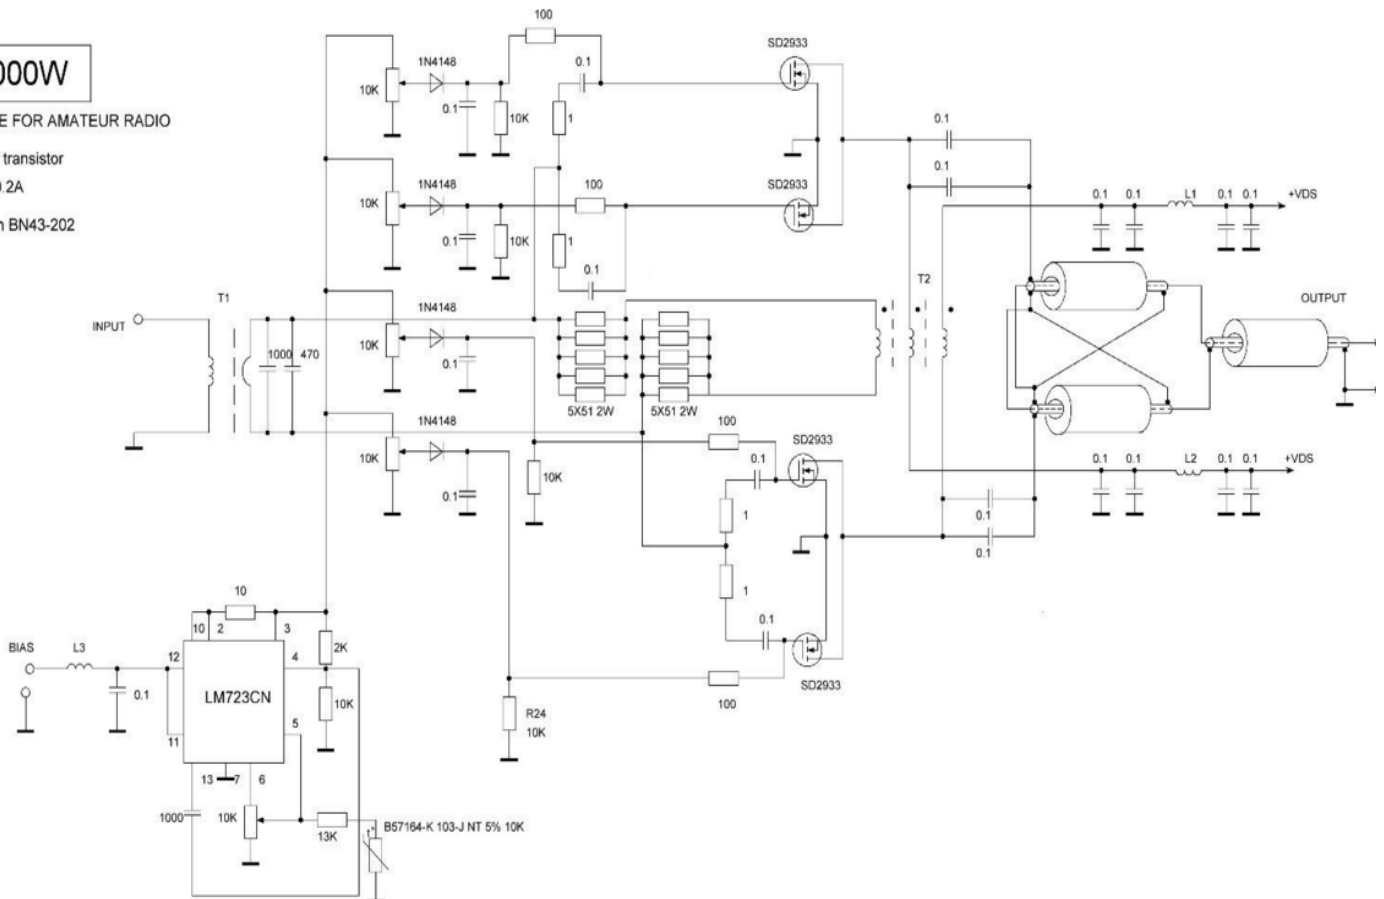 000W
E FOR AMATEUR RADIO
transistor
0.2A
n BN43-202
100
SD2933
1N4148
0.1
10K
0.1
10K
1
0.1
1N4148
100
SD2933
0.1
10K
0.1
10K
1
0.1
0.1 0.1 L1 0.1 0.1 +VDS
T1
1N4148
T2
INPUT
OUTPUT
10K
1000 470
0.1
5X51 2W
5X51 2W
1N4148
100
SD2933
10K
0.1
0.1 0.1 L2 0.1 0.1 +VDS
10K
0.1
1
0.1
0.1
10
1
0.1
10 2 3
BIAS
L3
12
4
2K
SD2933
0.1
LM723CN
10K
100
R24
10K
5
11
13 7 6
1000
10K
13K
B57164-K 103-J NT 5% 10K